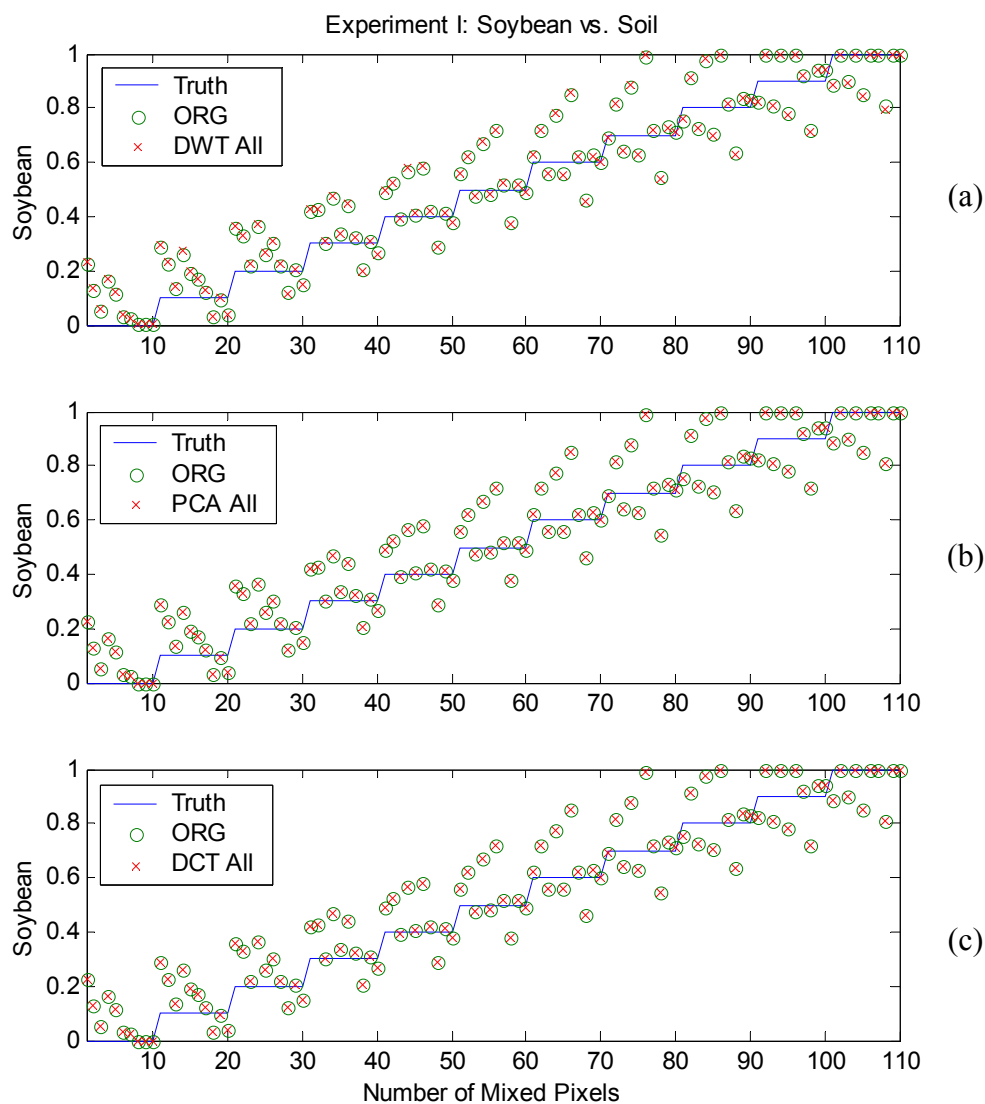 Experiment I: Soybean vs. Soil
1
0.8
0.6
0.4
0.2
0
Soybean
Truth
ORG
DWT All
10 20 30 40 50 60 70 80 90 100 110
(a)
1
0.8
0.6
0.4
0.2
0
Soybean
Truth
ORG
PCA All
10 20 30 40 50 60 70 80 90 100 110
(b)
1
0.8
0.6
0.4
0.2
0
Soybean
Truth
ORG
DCT All
10 20 30 40 50 60 70 80 90 100 110
Number of Mixed Pixels
(c)